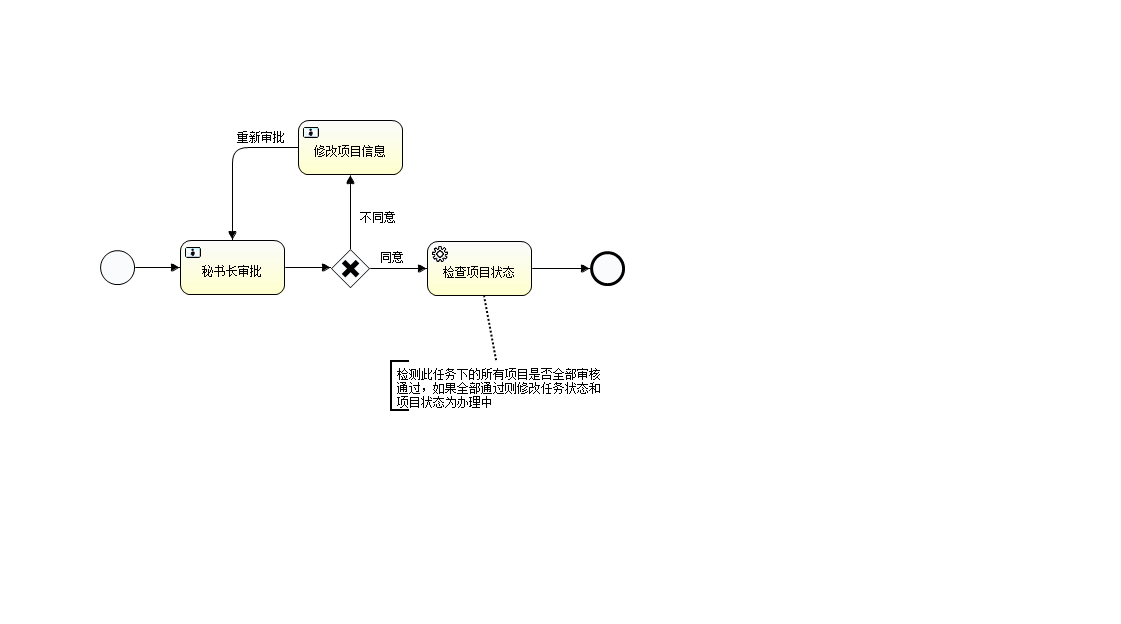 重新审批
修改项目信息
不同意
秘书长审批
同意
检查项目状态
检测此任务下的所有项目是否全部审核
通过，如果全部通过则修改任务状态和
项目状态为办理中